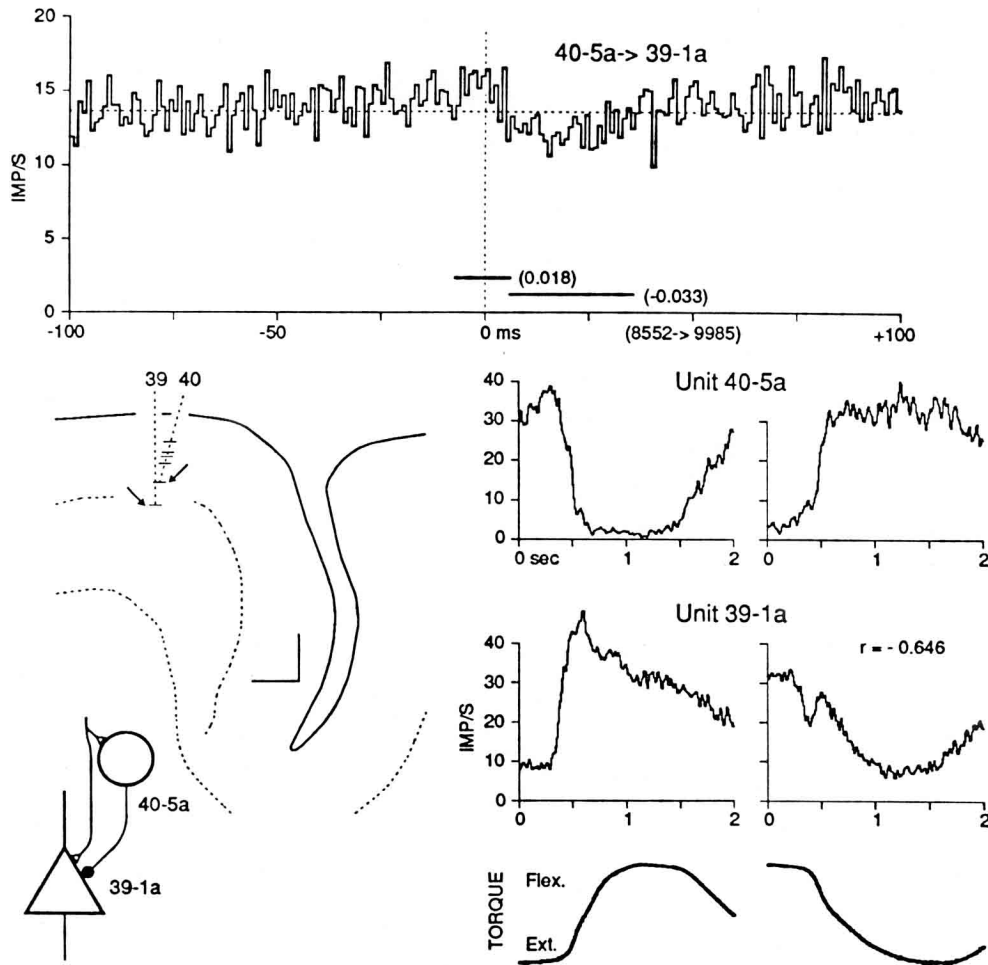 20
40-5a-> 39-1a
15
10
IMP/S
5
(0.018)
(-0.033)
0
-100
-50
0 ms
(8552-> 9985)
+100
39 40
40
Unit 40-5a
30
20
10
0
0 sec
1
2
0
1
2
Unit 39-1a
40
r = - 0.646
30
IMP/S
20
10
0
0
1
2
0
1
2
40-5a
39-1a
TORQUE
Flex.
Ext.